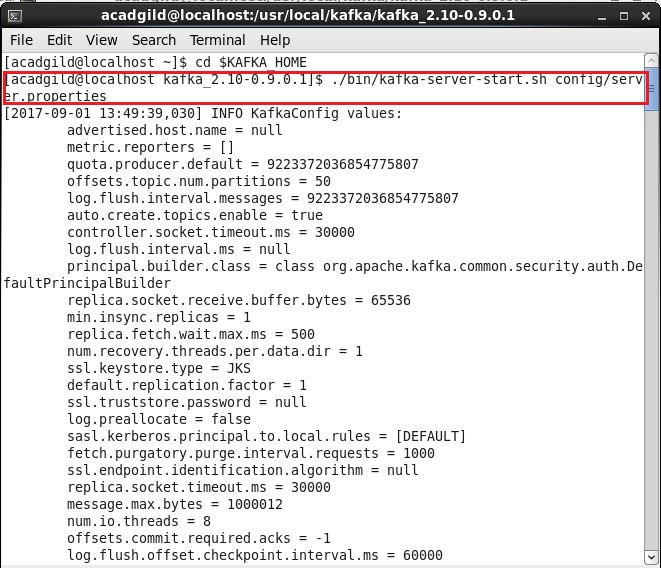 acadgild@localhost:/usr/local/kafka/kafka_2.10-0.9.0.1
File Edit View Search Terminal Help
[acadgild@localhost ~]$ cd $KAFKA_HOME
[acadgild@localhost kafka_2.10-0.9.0.1]$ ./bin/kafka-server-start.sh config/serv
er.properties
[2017-09-01 13:49:39,030] INFO KafkaConfig values:
advertised.host.name = null
metric.reporters = []
quota.producer.default = 9223372036854775807
offsets.topic.num.partitions = 50
log.flush.interval.messages = 9223372036854775807
auto.create.topics.enable = true
controller.socket.timeout.ms = 30000
log.flush.interval.ms = null
principal.builder.class = class org.apache.kafka.common.security.auth.De
faultPrincipalBuilder
replica.socket.receive.buffer.bytes = 65536
min.insync.replicas = 1
replica.fetch.wait.max.ms = 500
num.recovery.threads.per.data.dir = 1
ssl.keystore.type = JKS
default.replication.factor = 1
ssl.truststore.password = null
log.preallocate = false
sasl.kerberos.principal.to.local.rules = [DEFAULT]
fetch.purgatory.purge.interval.requests = 1000
ssl.endpoint.identification.algorithm = null
replica.socket.timeout.ms = 30000
message.max.bytes = 1000012
num.io.threads = 8
offsets.commit.required.acks = -1
log.flush.offset.checkpoint.interval.ms = 60000